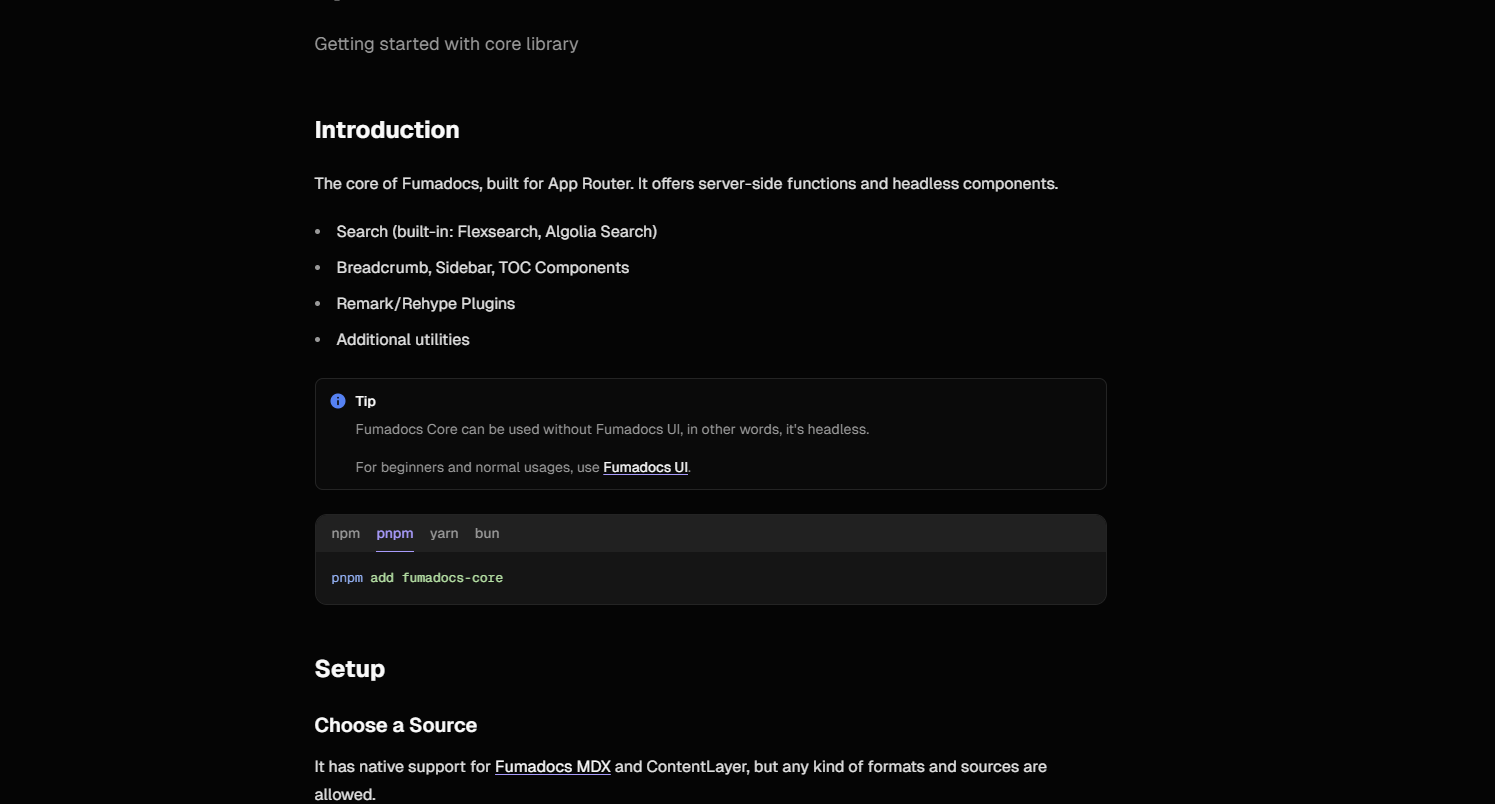 Getting started with core library
Introduction
The core of Fumadocs, built for App Router. It offers server-side functions and headless components.
Search (built-in: Flexsearch, Algolia Search)
Breadcrumb, Sidebar, TOC Components
Remark/Rehype Plugins
Additional utilities
Tip
Fumadocs Core can be used without Fumadocs UI, in other words, it's headless.
For beginners and normal usages, use Fumadocs UI.
npm pnpm yarn bun
pnpm add fumadocs-core
Setup
Choose a Source
It has native support for Fumadocs MDX and ContentLayer, but any kind of formats and sources are
allowed.